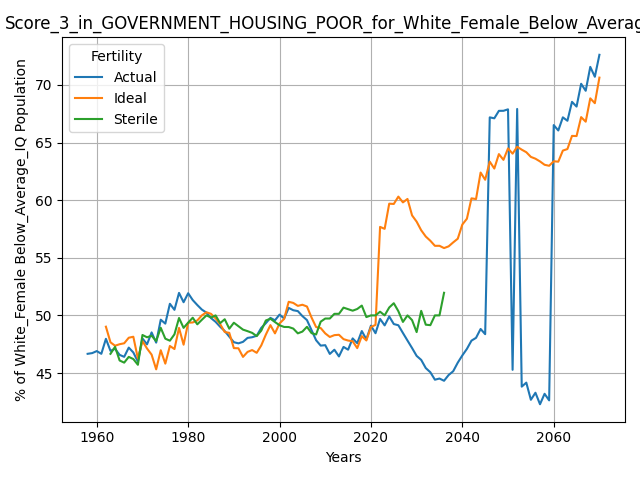 Score_3_in_GOVERNMENT_HOUSING_POOR_for_White_Female_Below_Averag
Fertility
Actual
Ideal
Sterile
% of White_Female Below_Average_IQ Population
70
65
60
55
50
45
1960
1980
2000
2020
2040
2060
Years